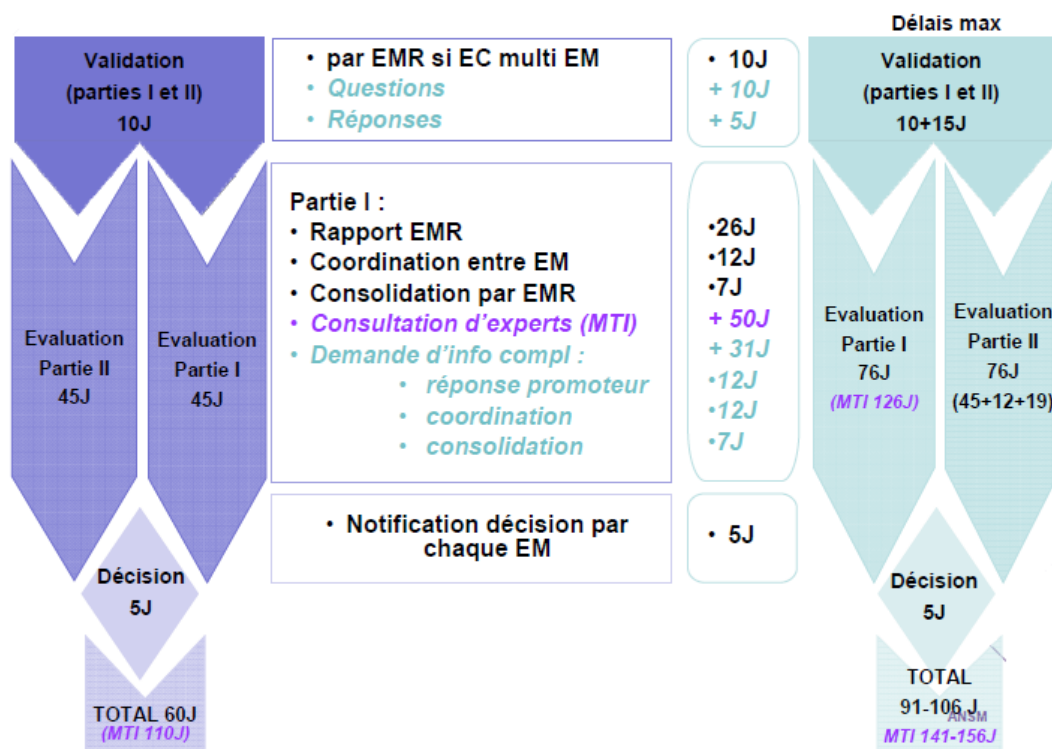 Validation
(parties I et II)
10J
Evaluation
Partie II
45J
Evaluation
Partie I
45J
Décision
5J
TOTAL 60J
(MTI 110J)
• par EMR si EC multi EM
• Questions
• Réponses
• 10J
+ 10J
+ 5J
Partie I :
• Rapport EMR
• Coordination entre EM
• Consolidation par EMR
• Consultation d'experts (MTI)
• Demande d'info compl :
• réponse promoteur
• coordination
• consolidation
•26J
•12J
•7J
+ 50J
+ 31J
•12J
•12J
•7J
• Notification décision par
chaque EM
• 5J
Délais max
Validation
(parties I et II)
10+15J
Evaluation
Partie I
76J
(MTI 126J)
Evaluation
Partie II
76J
(45+12+19)
Décision
5J
TOTAL
91-106 J
ANSM
MTI 141-156J